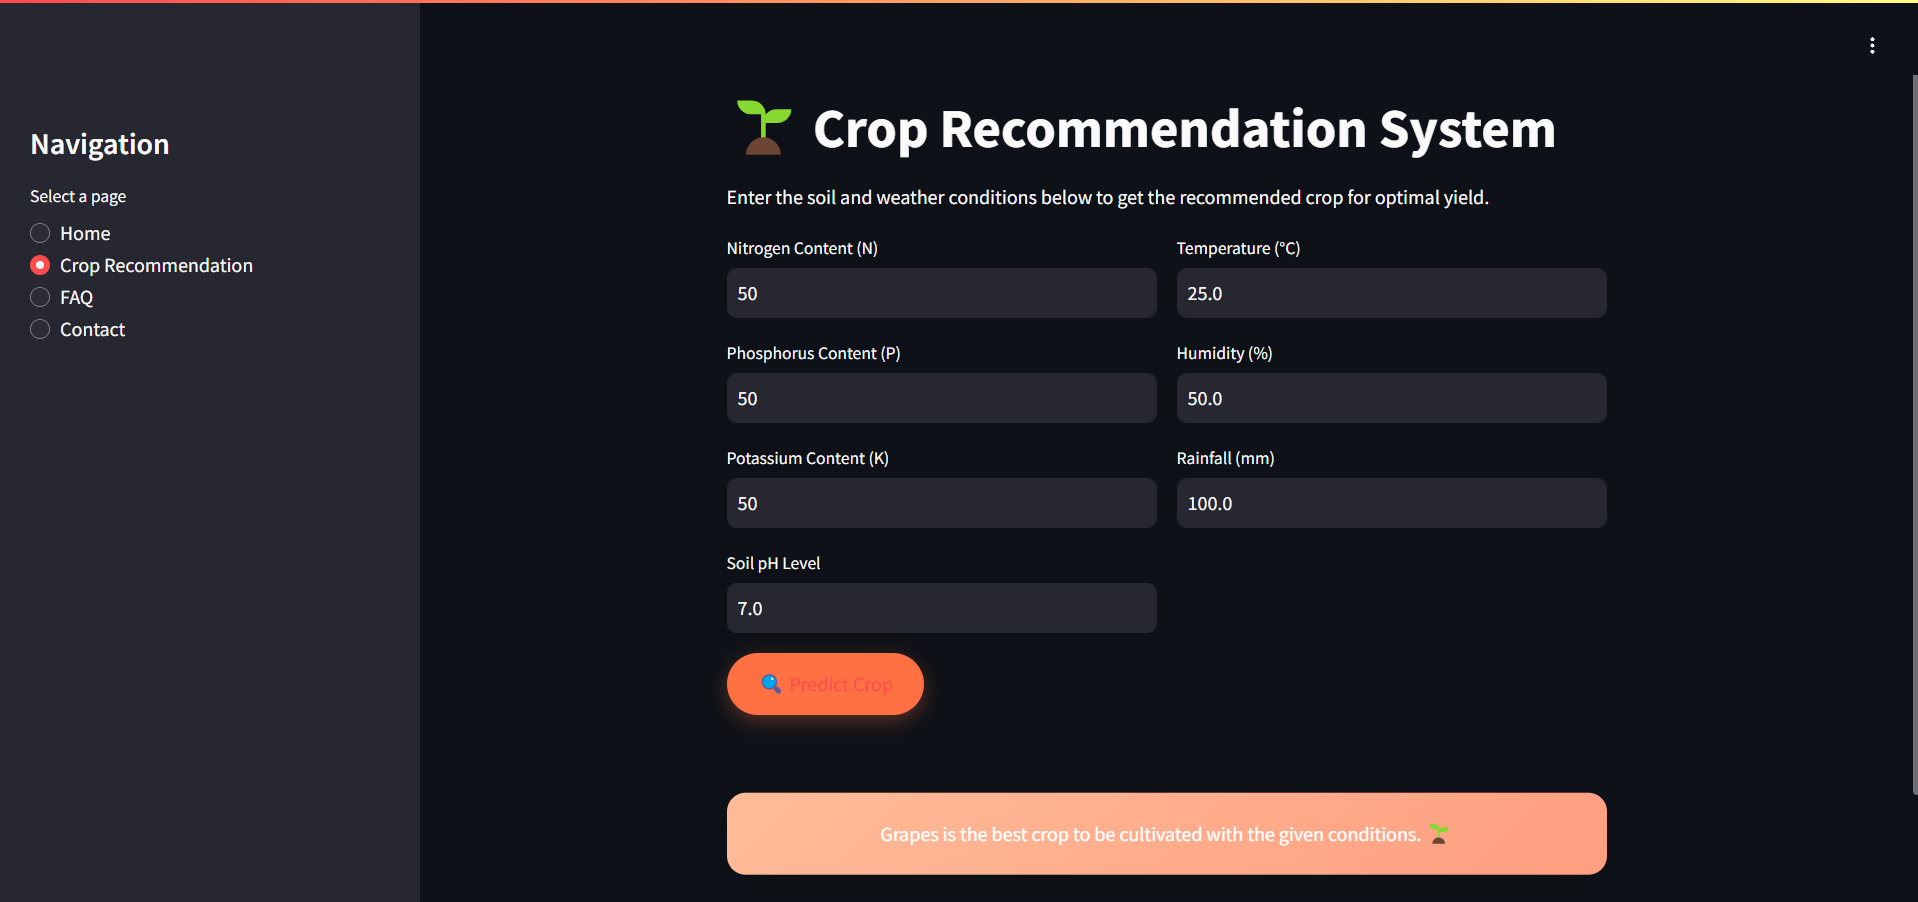 Navigation
Select a page
Home
Crop Recommendation
FAQ
Contact
Crop Recommendation System
Enter the soil and weather conditions below to get the recommended crop for optimal yield.
Nitrogen Content (N)
50
Temperature (°C)
25.0
Phosphorus Content (P)
50
Humidity (%)
50.0
Potassium Content (K)
50
Rainfall (mm)
100.0
Soil pH Level
7.0
Predict Crop
Grapes is the best crop to be cultivated with the given conditions.